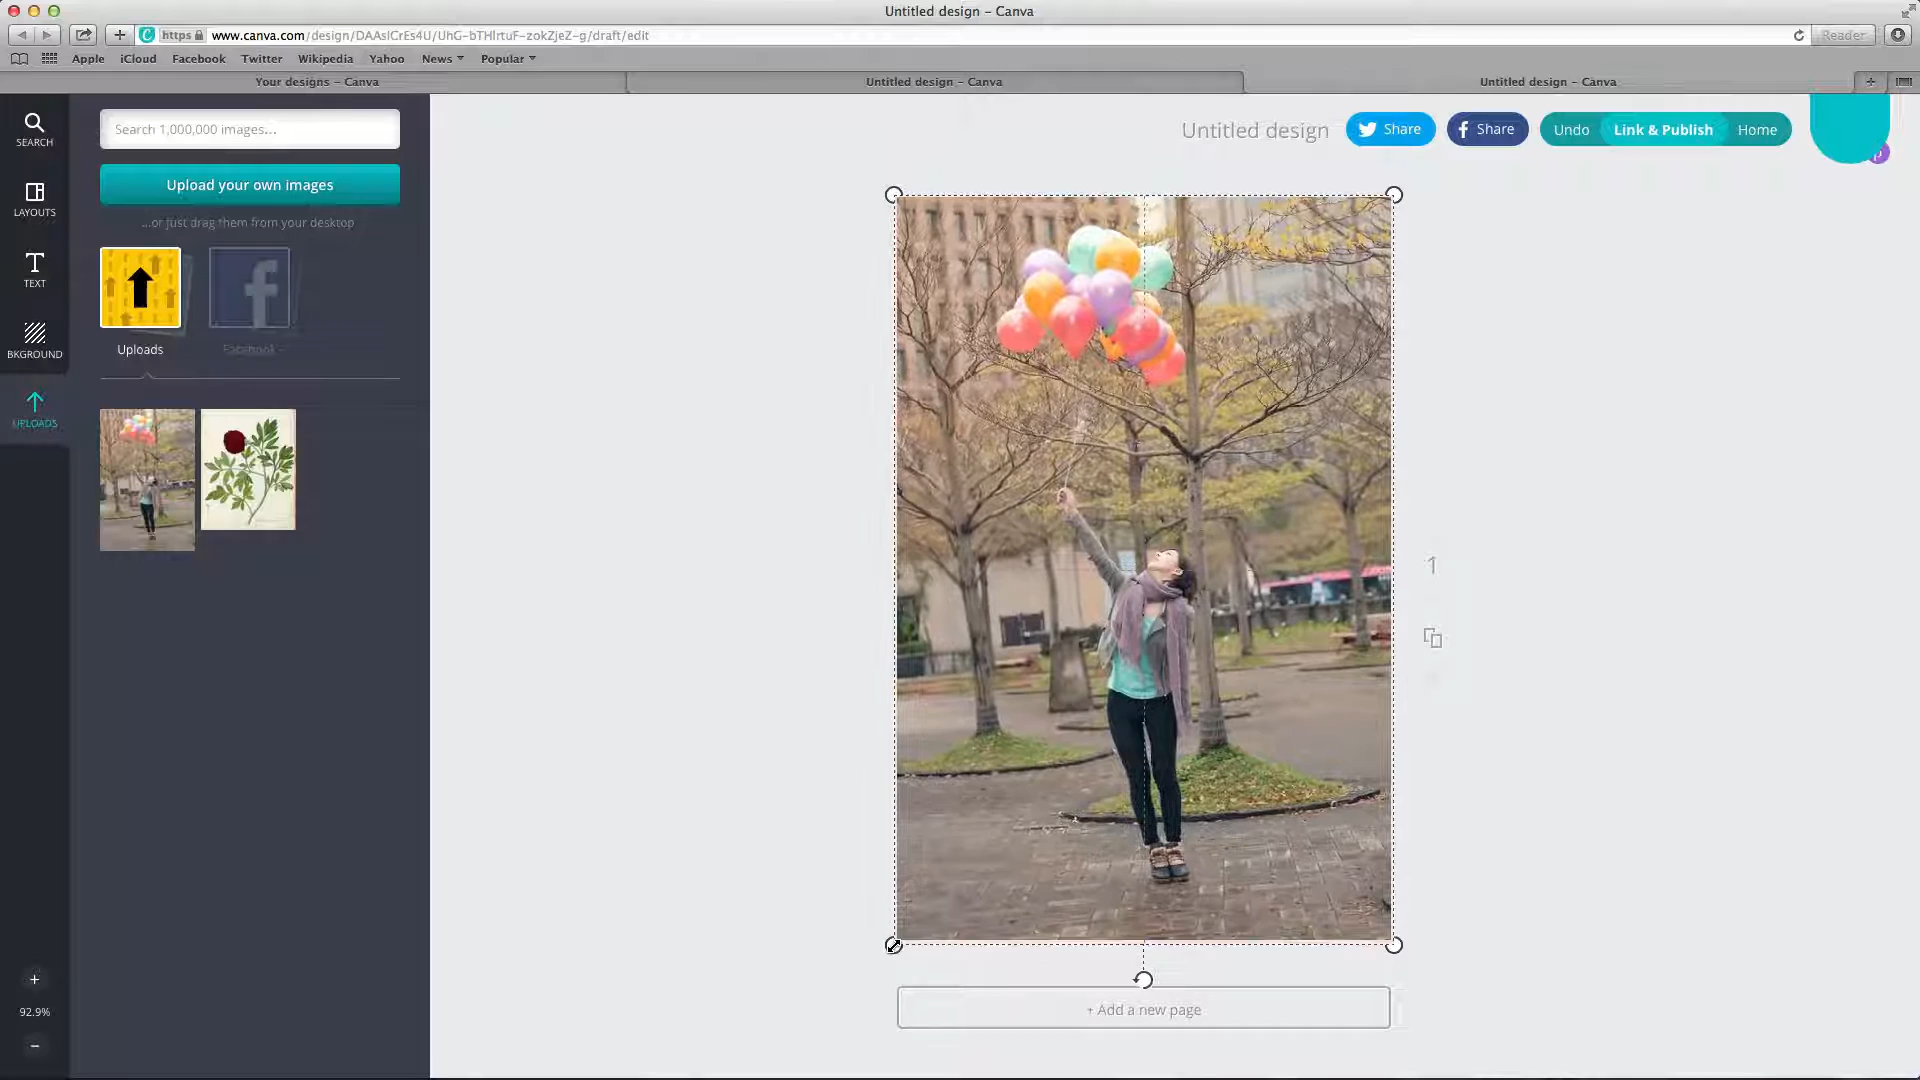 Untitled design – Canva
https www.canva.com/design/DAAslCrEs4U/UhG-bTHlrtuF-zokZjeZ-g/draft/edit Reader
Apple iCloud Facebook Twitter Wikipedia Yahoo News Popular
Your designs – Canva Untitled design – Canva Untitled design – Canva
SEARCH
LAYOUTS
TEXT
BKGROUND
UPLOADS
92.9%
Search 1,000,000 images...
Upload your own images
...or just drag them from your desktop
Uploads Facebook
Untitled design Share Share Undo Link & Publish Home
1
+ Add a new page